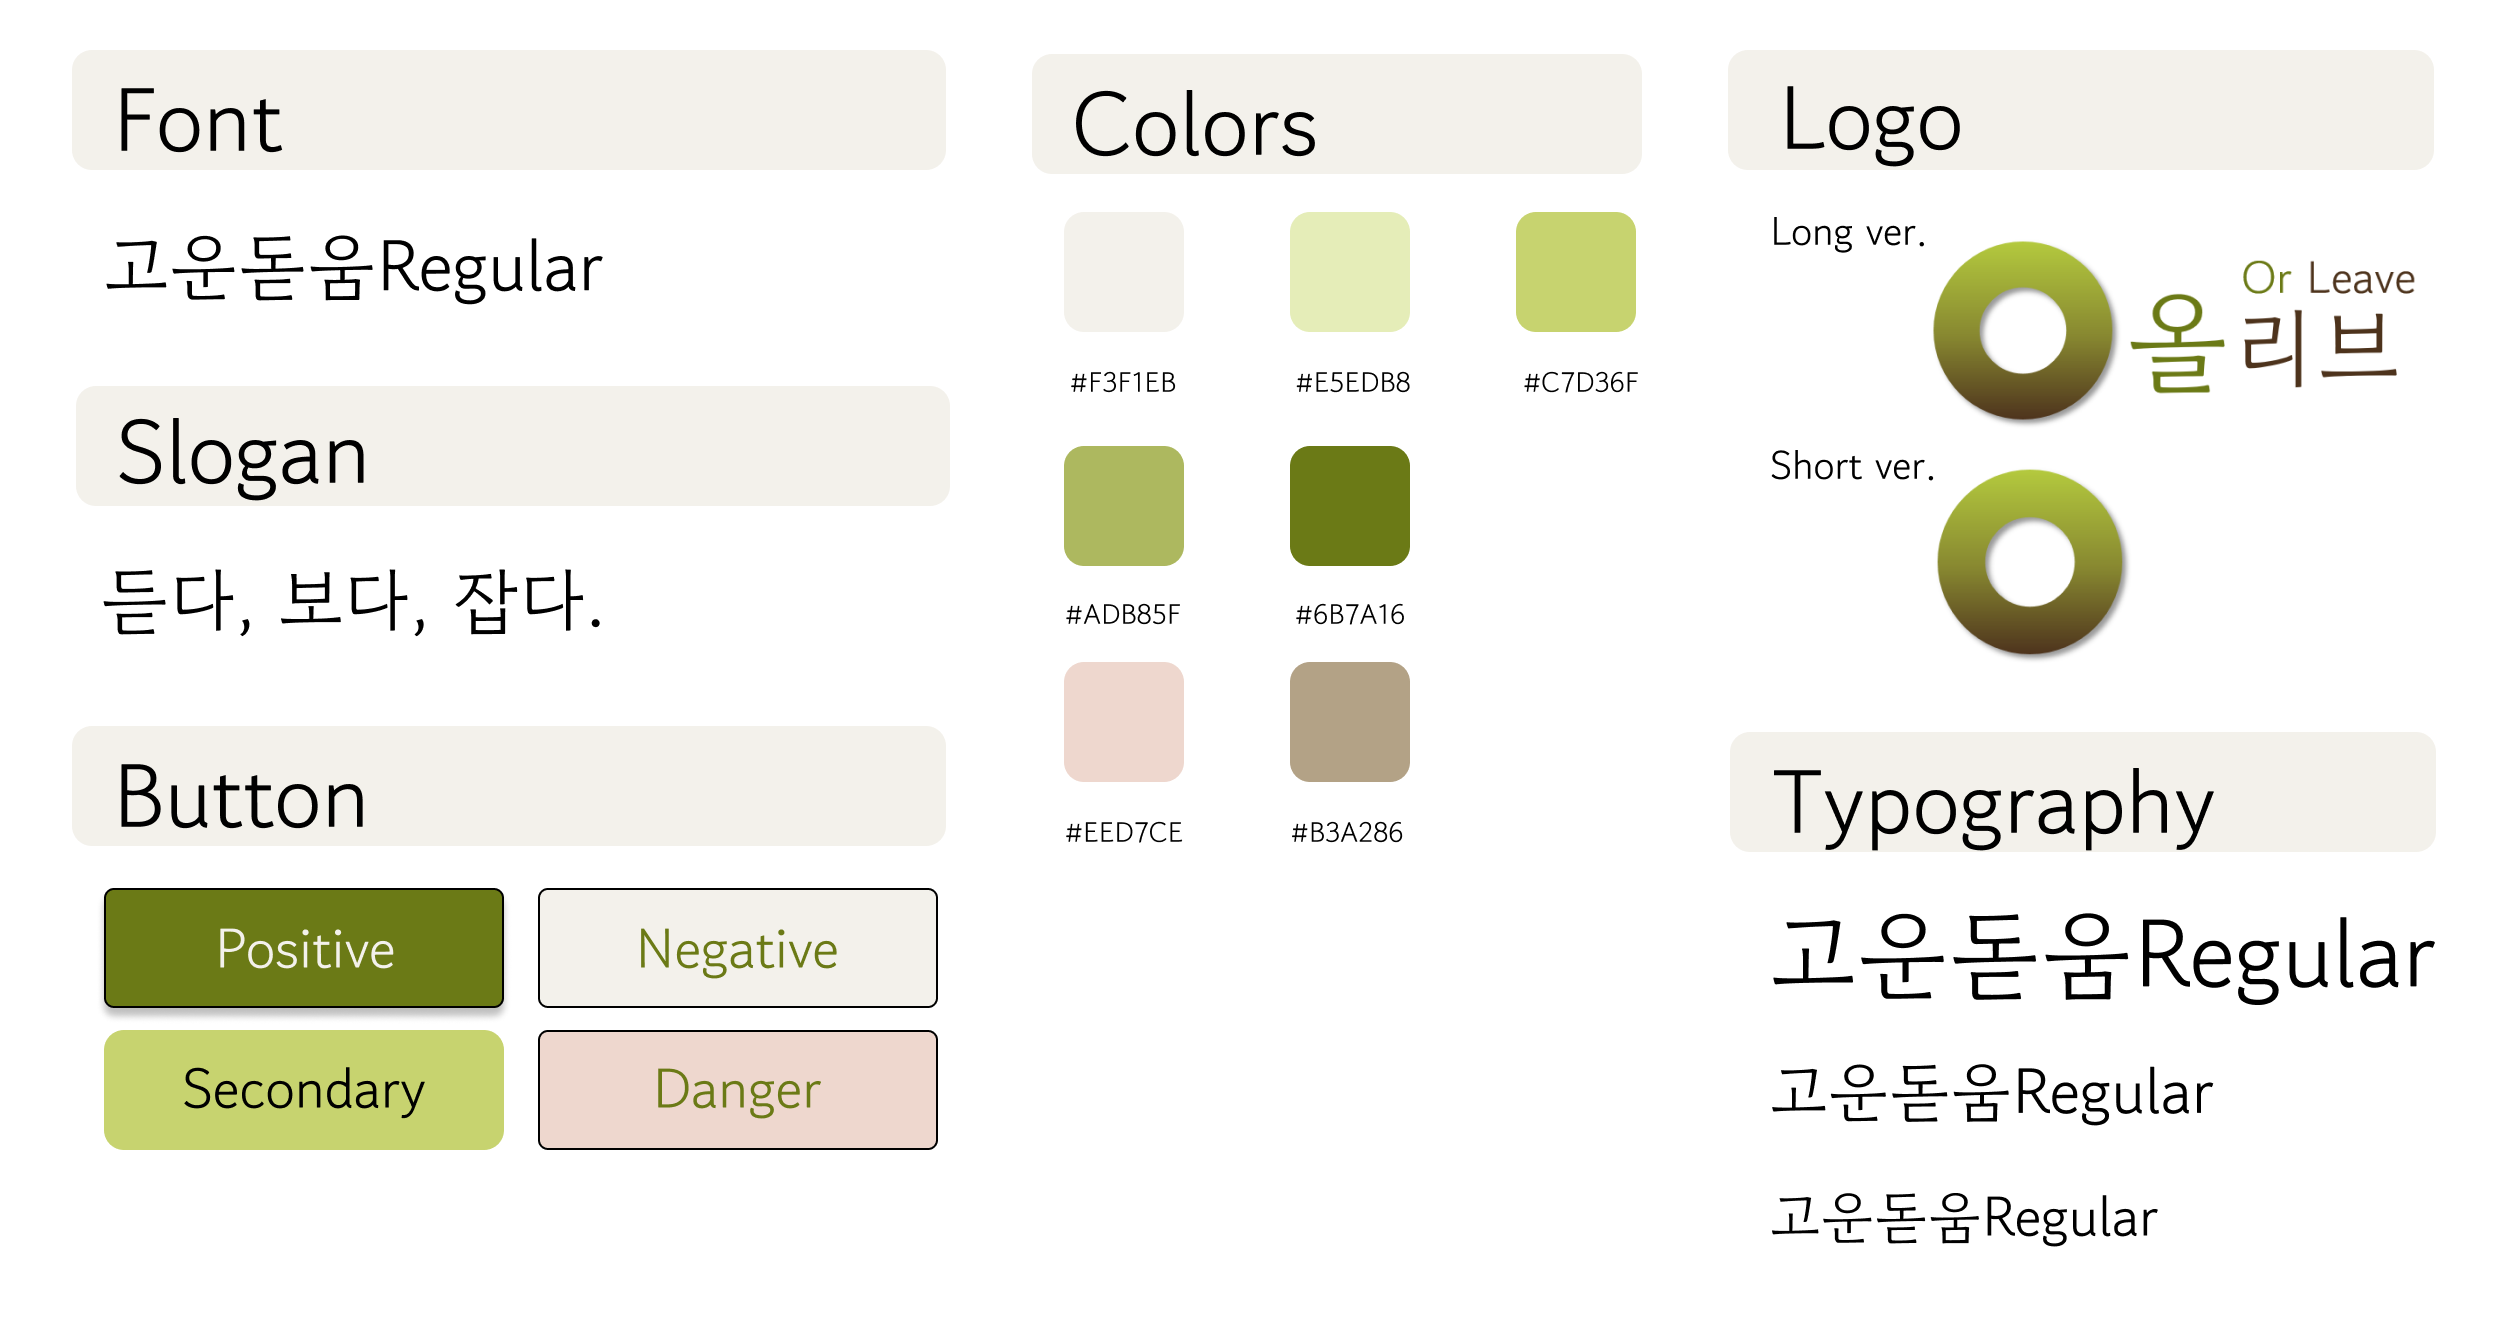 Font
고운돋움Regular
Slogan
듣다, 보다, 잡다.
Button
Positive
Negative
Secondary
Danger
Colors
#F3F1EB
#E5EDB8
#C7D36F
#ADB85F
#6B7A16
#EED7CE
#B3A286
Logo
Long ver.
Or Leave
올리브
Short ver.
Typography
고운돋움Regular
고운돋움Regular
고운돋움Regular